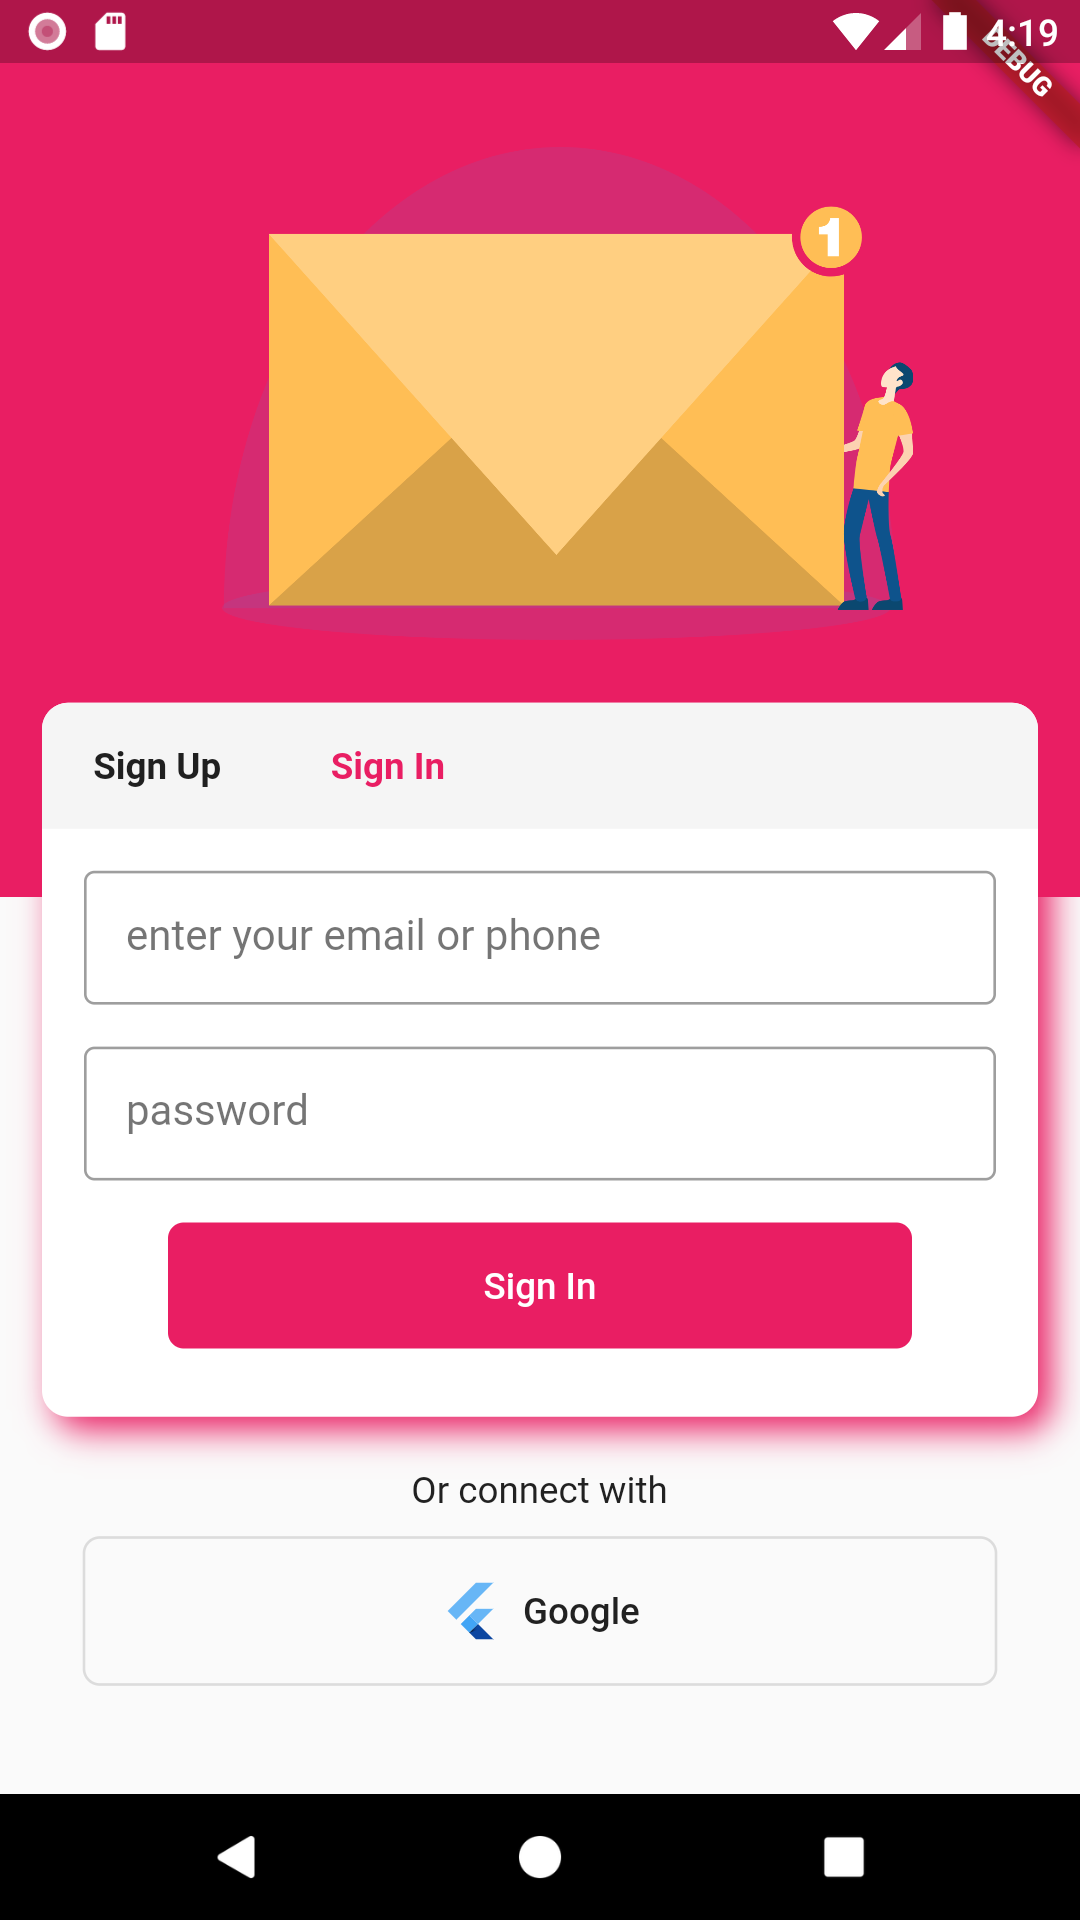 4:19
DEBUG
1
Sign Up Sign In
enter your email or phone
password
Sign In
Or connect with
Google